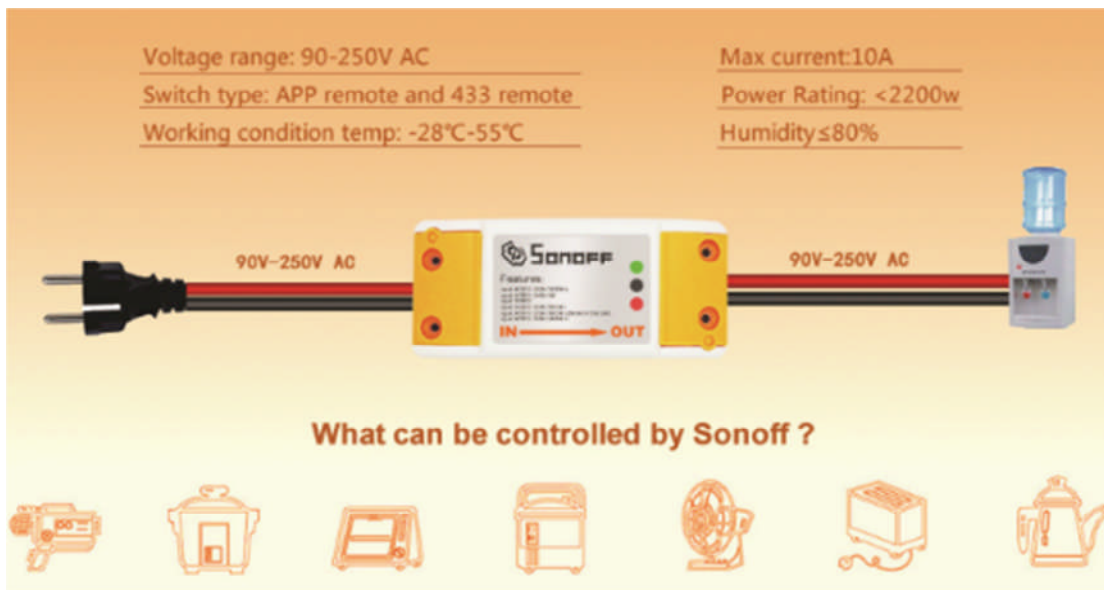 Voltage range: 90-250V AC
Switch type: APP remote and 433 remote
Working condition temp: -28℃-55℃
Max current:10A
Power Rating: <2200w
Humidity≤80%
90V-250V AC
SONOFF
Features:
IN OUT
90V-250V AC
What can be controlled by Sonoff ?